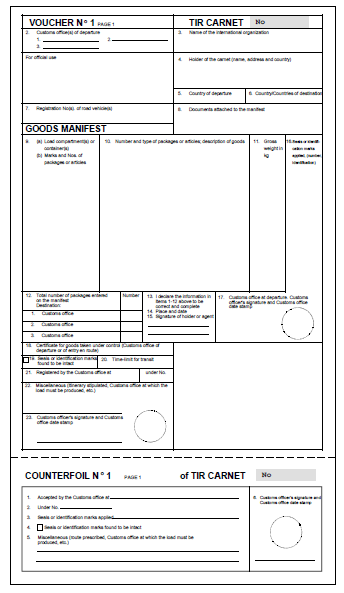 VOUCHER N° 1 PAGE 1
TIR CARNET No
2. Customs office(s) of departure
1. 2.
3.
3. Name of the international organization
For official use
4. Holder of the carnet (name, address and country)
5. Country of departure
6. Country/Countries of destination
7. Registration No(s). of road vehicle(s)
8. Documents attached to the manifest
GOODS MANIFEST
9. (a) Load compartment(s) or
container(s)
(b) Marks and Nos. of
packages or articles
10. Number and type of packages or articles; description of goods
11. Gross
weight in
kg
16. Seals or identifi-
cation marks
applied, (number,
identification)
12. Total number of packages entered
on the manifest
Destination:
Number
1. Customs office
2. Customs office
3. Customs office
13. I declare the information in
items 1-12 above to be
correct and complete
14. Place and date
15. Signature of holder or agent
17. Customs office at departure. Customs
officer's signature and Customs office
date stamp
18. Certificate for goods taken under control (Customs office of
departure or of entry en route).
19. Seals or identification marks
found to be intact
20. Time-limit for transit
21. Registered by the Customs office at
under No.
22. Miscellaneous (itinerary stipulated, Customs office at which the
load must be produced, etc.)
23. Customs officer's signature and Customs
office date stamp
COUNTERFOIL N° 1 PAGE 1 of TIR CARNET No
1. Accepted by the Customs office at
2. Under No.
3. Seals or identification marks applied
4. Seals or identification marks found to be intact
5. Miscellaneous (route prescribed, Customs office at which the load must be
produced, etc.)
6. Customs officer's signature and
Customs office date stamp